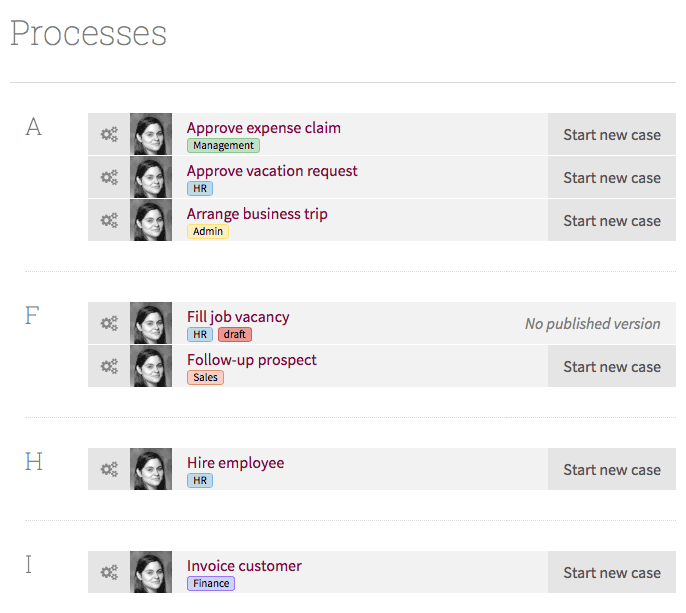 Processes
A
Approve expense claim
Management
Start new case
Approve vacation request
HR
Start new case
Arrange business trip
Admin
Start new case
F
Fill job vacancy
HR draft
No published version
Follow-up prospect
Sales
Start new case
H
Hire employee
HR
Start new case
I
Invoice customer
Finance
Start new case